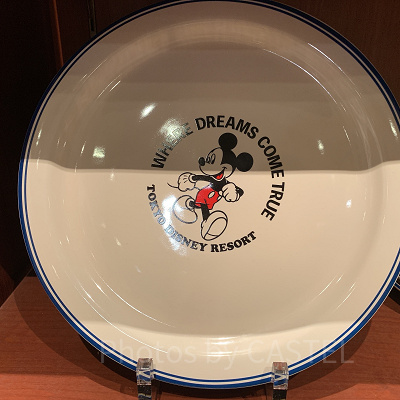 WHERE DREAMS COME TRUE
TOKYO DISNEY RESORT
Photos by CASTEL